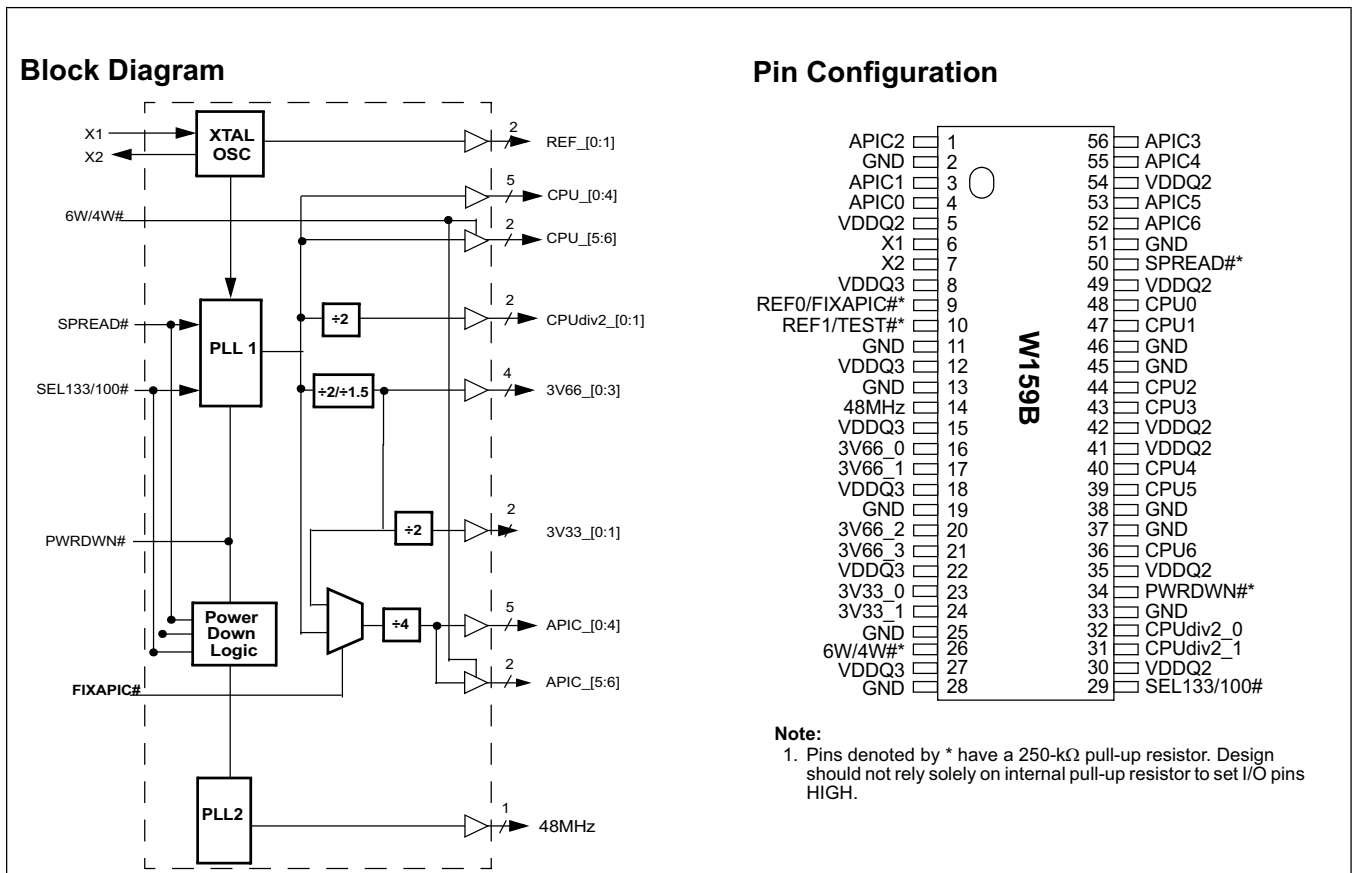 Block Diagram
X1
X2
XTAL
OSC
2
REF_[0:1]
5
CPU_[0:4]
6W/4W#
2
CPU_[5:6]
÷2
2
CPUdiv2_[0:1]
SPREAD#
PLL 1
SEL133/100#
÷2/÷1.5
4
3V66_[0:3]
÷2
2
3V33_[0:1]
PWRDWN#
Power
Down
Logic
÷4
5
APIC_[0:4]
2
APIC_[5:6]
FIXAPIC#
PLL2
1
48MHz
Pin Configuration
W159B
APIC2 1 56 APIC3
GND 2 55 APIC4
APIC1 3 54 VDDQ2
APIC0 4 53 APIC5
VDDQ2 5 52 APIC6
X1 6 51 GND
X2 7 50 SPREAD#*
VDDQ3 8 49 VDDQ2
REF0/FIXAPIC#* 9 48 CPU0
REF1/TEST#* 10 47 CPU1
GND 11 46 GND
VDDQ3 12 45 GND
GND 13 44 CPU2
48MHz 14 43 CPU3
VDDQ3 15 42 VDDQ2
3V66_0 16 41 VDDQ2
3V66_1 17 40 CPU4
VDDQ3 18 39 CPU5
GND 19 38 GND
3V66_2 20 37 GND
3V66_3 21 36 CPU6
VDDQ3 22 35 VDDQ2
3V33_0 23 34 PWRDWN#*
3V33_1 24 33 GND
GND 25 32 CPUdiv2_0
6W/4W#* 26 31 CPUdiv2_1
VDDQ3 27 30 VDDQ2
GND 28 29 SEL133/100#
Note:
1. Pins denoted by * have a 250-kΩ pull-up resistor. Design
should not rely solely on internal pull-up resistor to set I/O pins
HIGH.